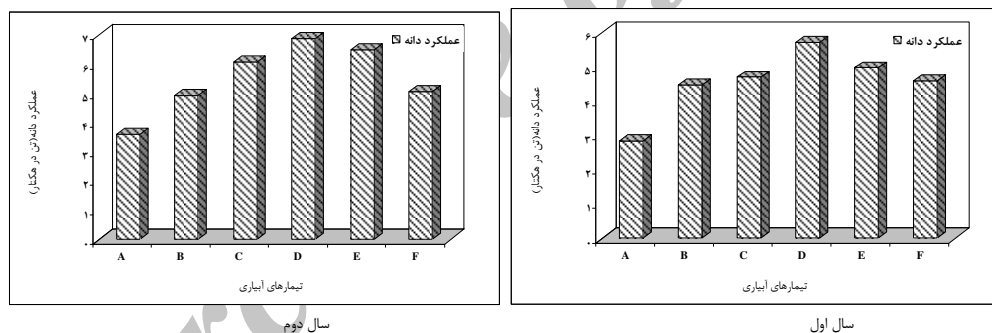 عملکرد دانه
عملکرد دانه(تن در هکتار)
۶
۵
۴
۳
۲
۱
۰
A B C D E F
تیمارهای آبیاری
سال اول
عملکرد دانه
عملکرد دانه(تن در هکتار)
۷
۶
۵
۴
۳
۲
۱
۰
A B C D E F
تیمارهای آبیاری
سال دوم